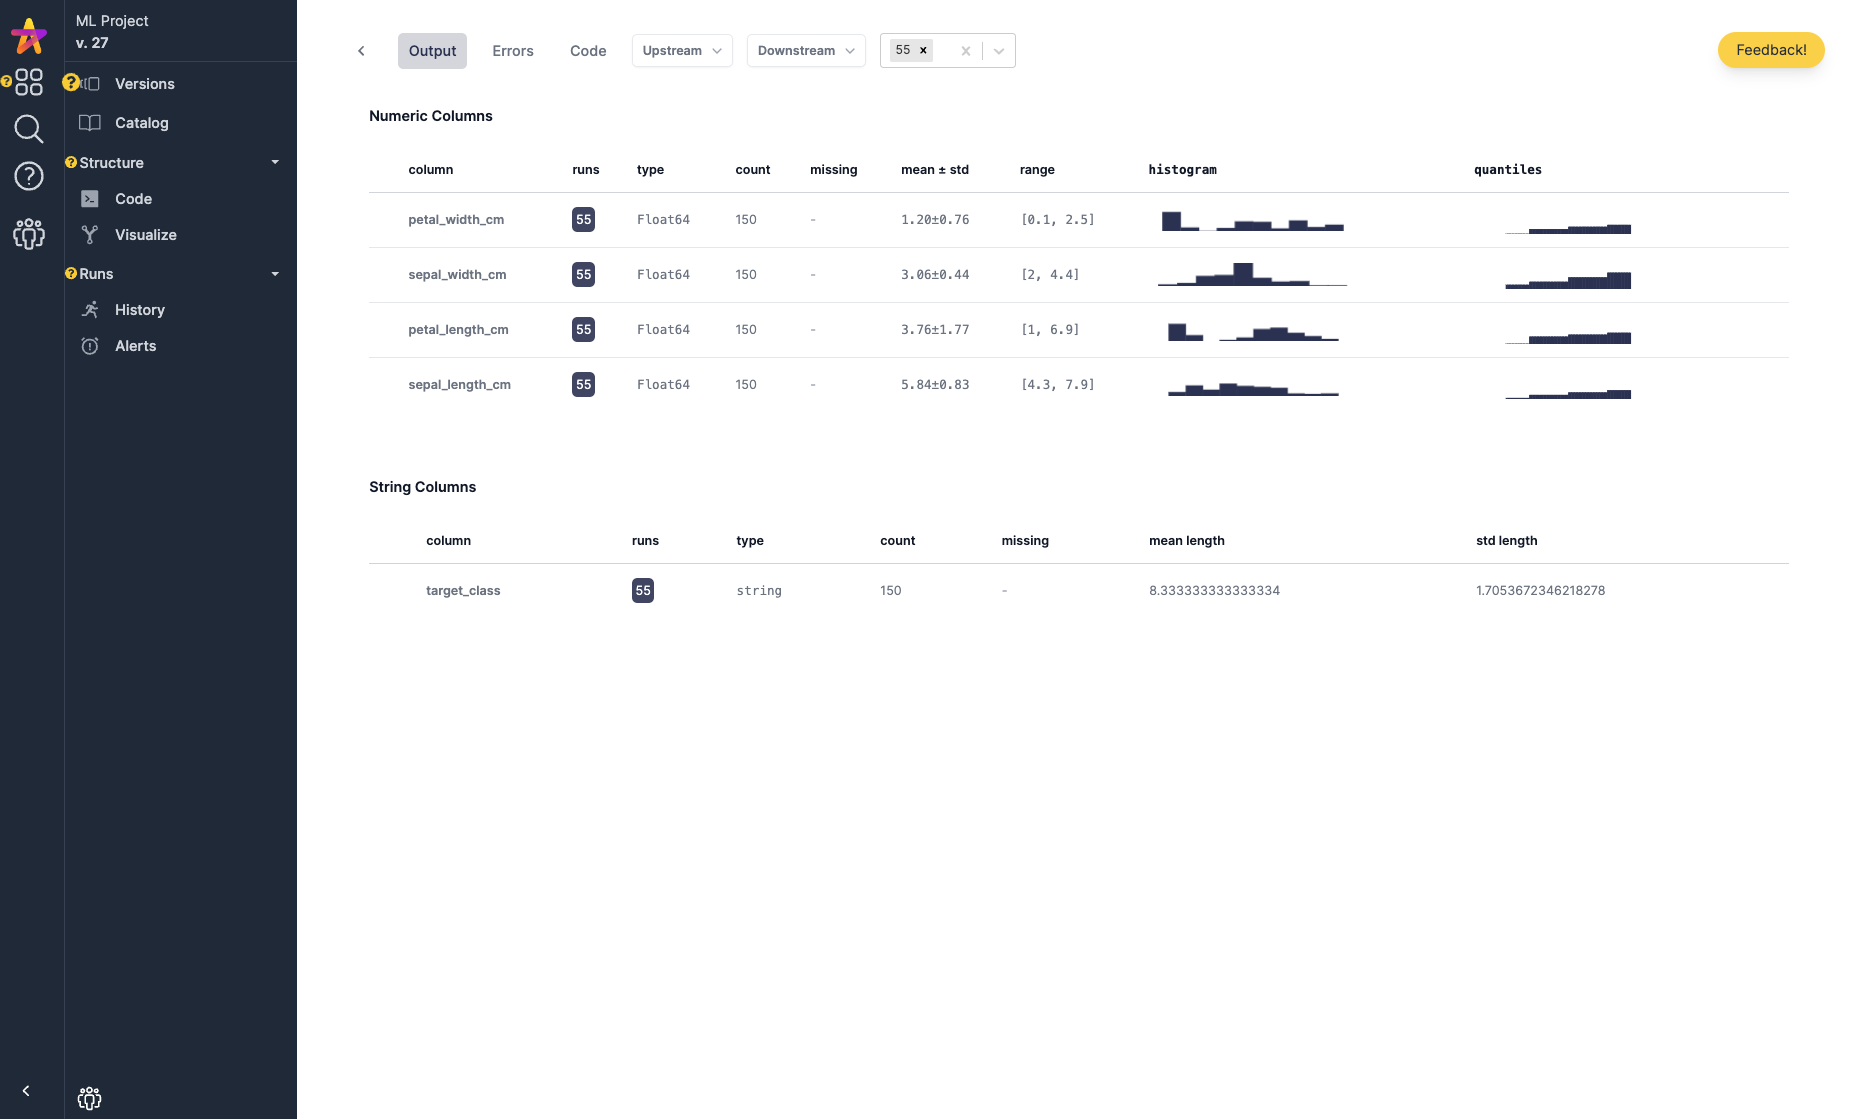 ML Project
v. 27
Versions
Catalog
Structure
Code
Visualize
Runs
History
Alerts
Output
Errors
Code
Upstream
Downstream
55
Feedback!
Numeric Columns
column runs type count missing mean ± std range histogram quantiles
petal_width_cm 55 Float64 150 - 1.20±0.76 [0.1, 2.5]
sepal_width_cm 55 Float64 150 - 3.06±0.44 [2, 4.4]
petal_length_cm 55 Float64 150 - 3.76±1.77 [1, 6.9]
sepal_length_cm 55 Float64 150 - 5.84±0.83 [4.3, 7.9]
String Columns
column runs type count missing mean length std length
target_class 55 string 150 - 8.333333333333334 1.7053672346218278